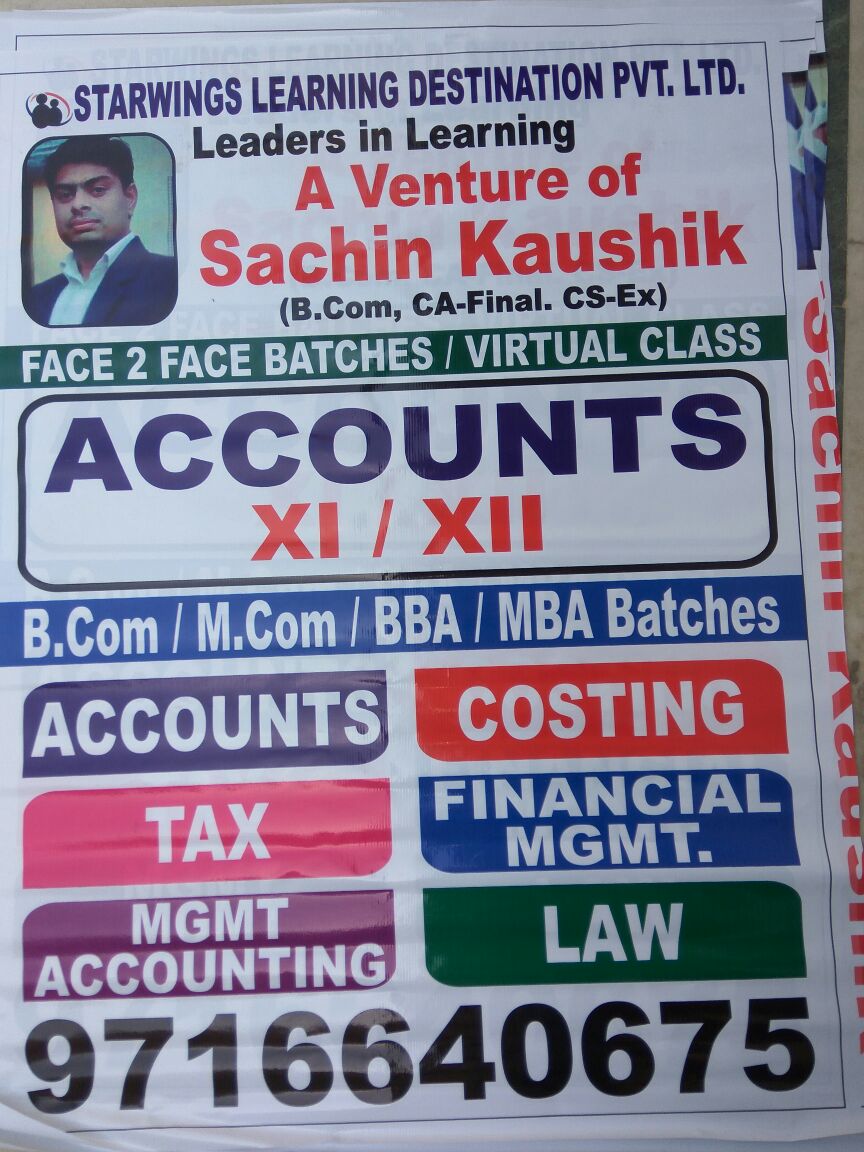 STARWINGS LEARNING DESTINATION PVT. LTD.
Leaders in Learning
A Venture of
Sachin Kaushik
(B.Com, CA-Final. CS-Ex)
FACE 2 FACE BATCHES / VIRTUAL CLASS
ACCOUNTS
XI / XII
B.Com / M.Com / BBA / MBA Batches
ACCOUNTS
COSTING
TAX
FINANCIAL
MGMT.
MGMT
ACCOUNTING
LAW
9716640675
Sachin Kaushik